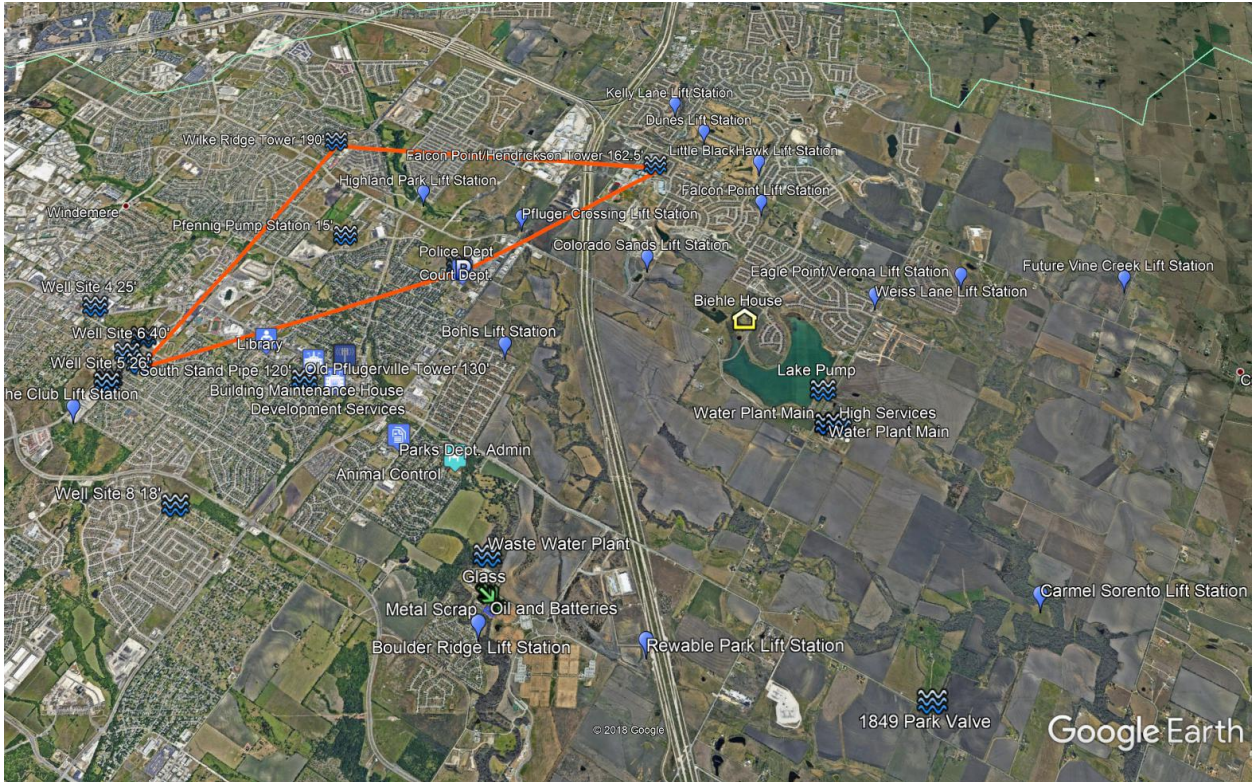 Kelly Lane Lift Station
Dunes Lift Station
Wilke Ridge Tower 190'
Falcon Point/Hendrickson Tower 162.5'
Little BlackHawk Lift Station
Highland Park Lift Station
Falcon Point Lift Station
Windemere
Pfluger Crossing Lift Station
Pfennig Pump Station 15'
Police Dept
Colorado Sands Lift Station
Court Dept
Eagle Point/Verona Lift Station
Future Vine Creek Lift Station
Well Site 4 25'
Weiss Lane Lift Station
Biehle House
Well Site 6 40'
Bohls Lift Station
Library
Well Site 5 26'
South Stand Pipe 120'
Old Pflugerville Tower 130'
Lake Pump
he Club Lift Station
Building Maintenance House
Development Services
Water Plant Main
High Services
Water Plant Main
Parks Dept. Admin
Animal Control
Well Site 8 18'
Waste Water Plant
Glass
Metal Scrap
Oil and Batteries
Carmel Sorento Lift Station
Boulder Ridge Lift Station
Rewable Park Lift Station
1849 Park Valve
© 2018 Google
Google Earth